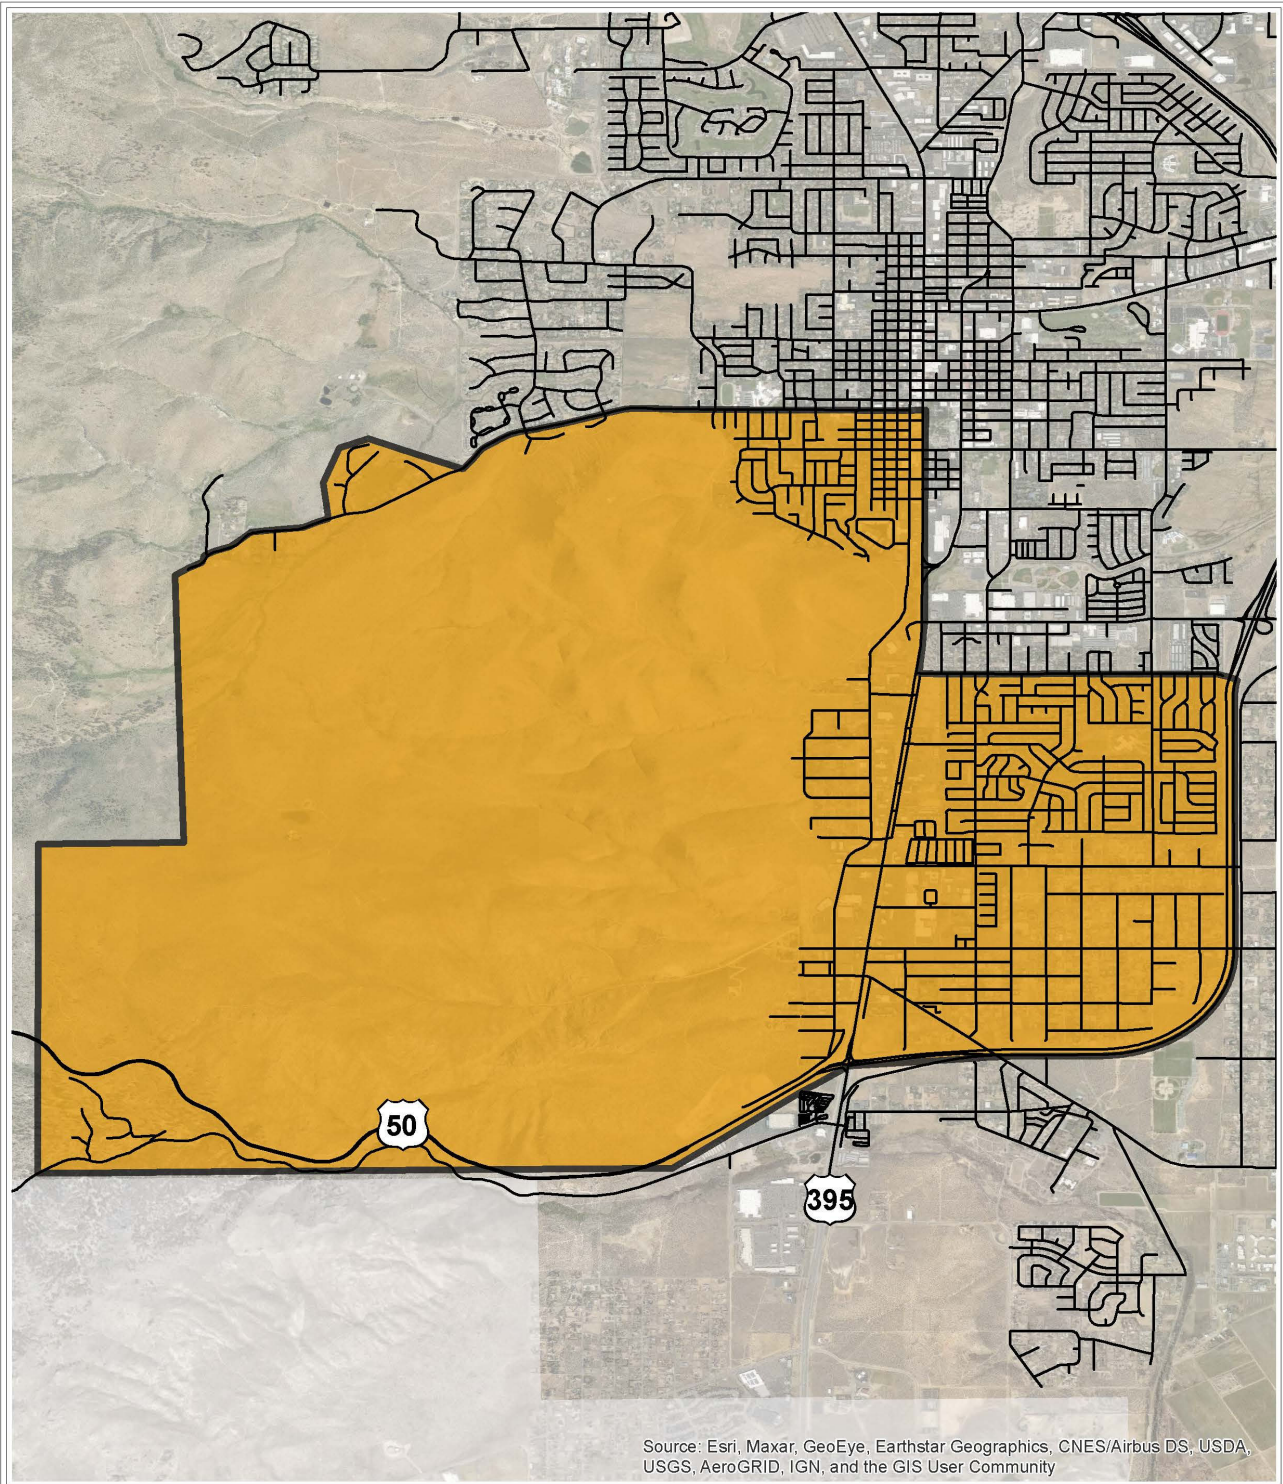 50
395
Source: Esri, Maxar, GeoEye, Earthstar Geographics, CNES/Airbus DS, USDA,
USGS, AeroGRID, IGN, and the GIS User Community